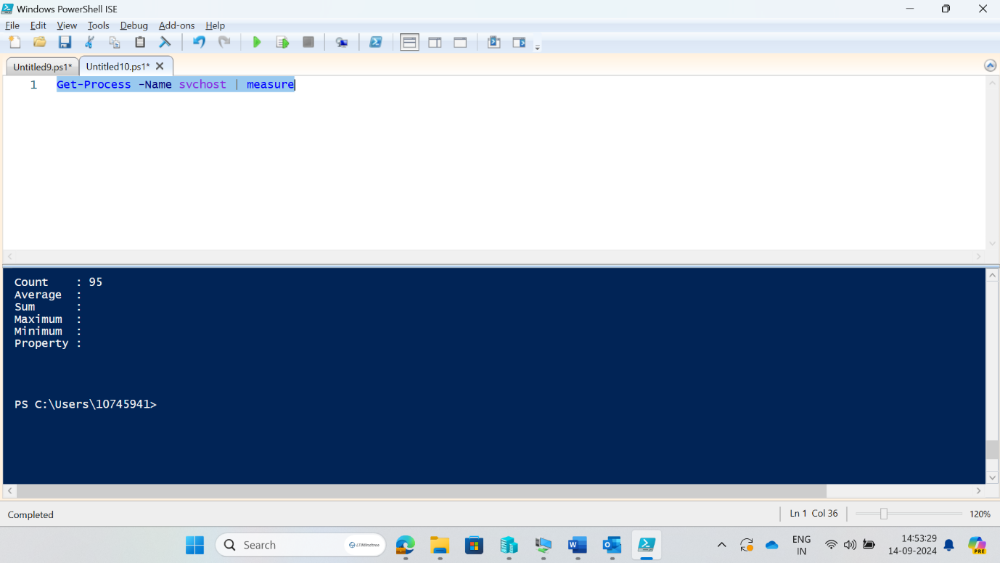 Windows PowerShell ISE
File Edit View Tools Debug Add-ons Help
Untitled9.ps1* Untitled10.ps1*
1 Get-Process -Name svchost | measure
Count : 95
Average :
Sum :
Maximum :
Minimum :
Property :
PS C:\Users\10745941>
Completed Ln 1 Col 36 120%
Search LTIMindtree
ENG
IN
14:53:29
14-09-2024
PRE